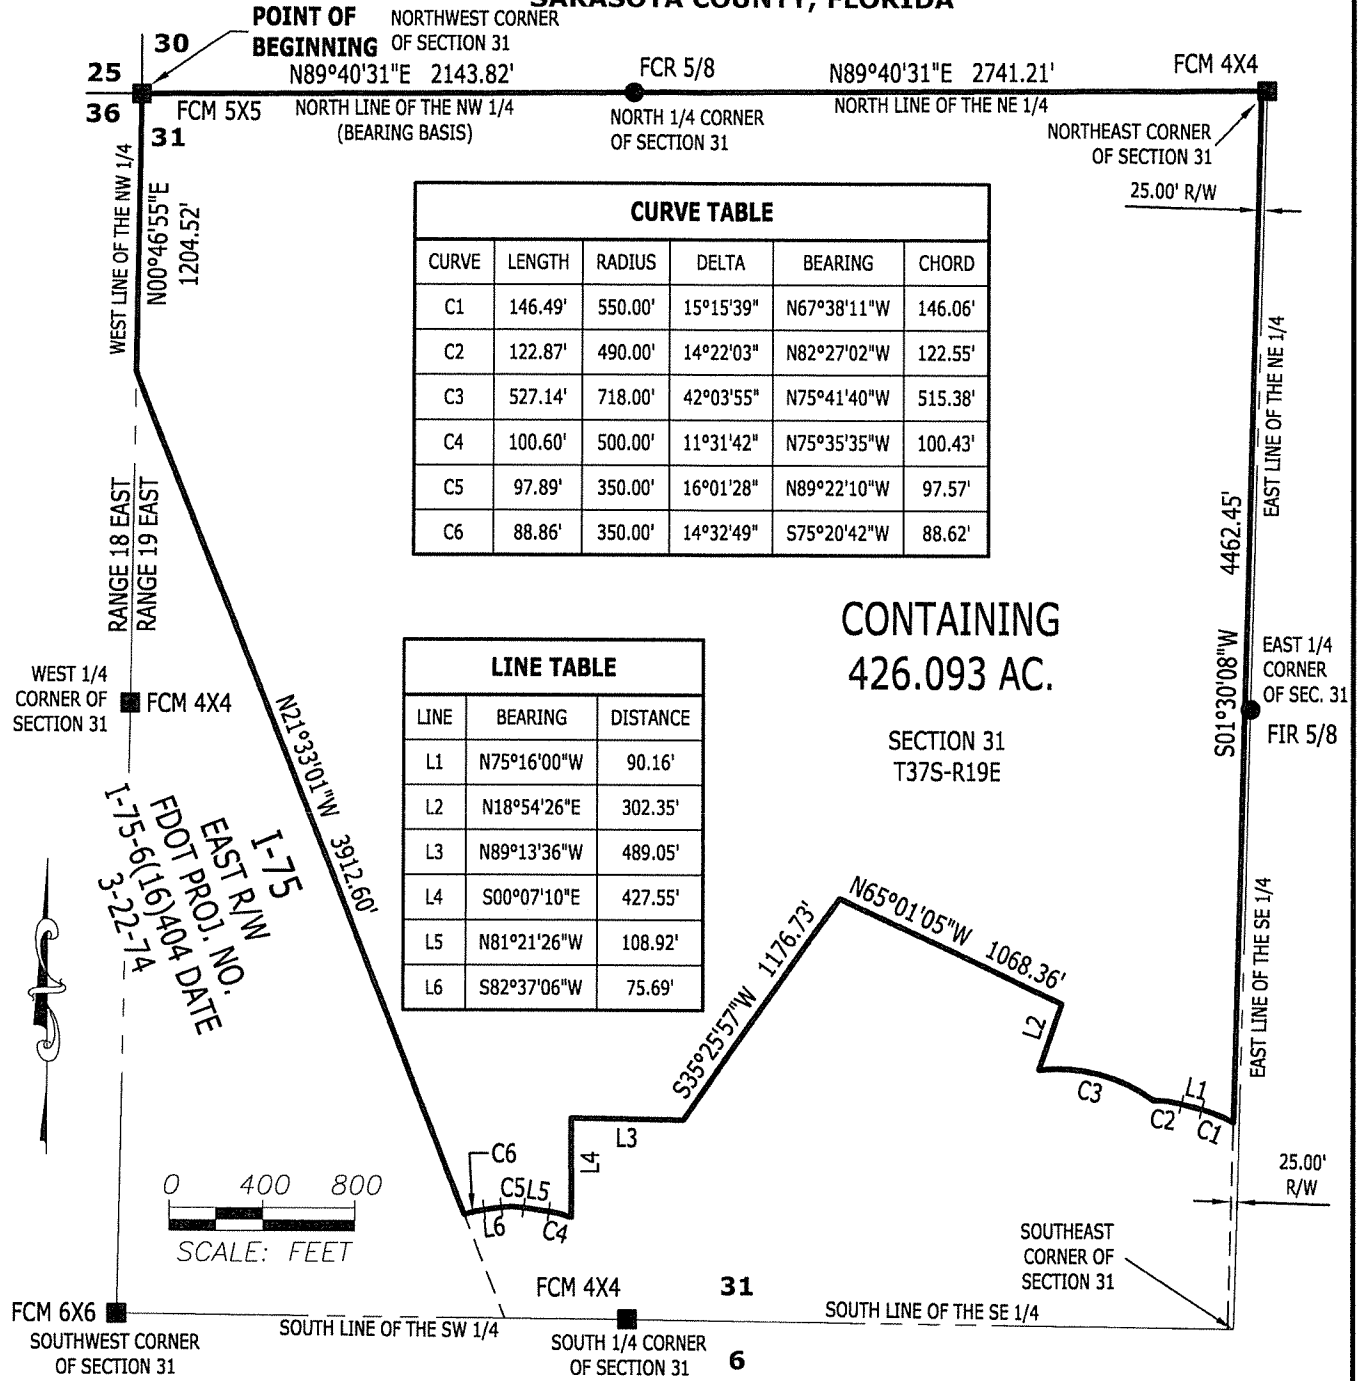 SARASOTA COUNTY, FLORIDA
POINT OF
BEGINNING
NORTHWEST CORNER
OF SECTION 31
30
25
36
31
FCM 5X5
N89°40'31"E 2143.82'
NORTH LINE OF THE NW 1/4
(BEARING BASIS)
FCR 5/8
NORTH 1/4 CORNER
OF SECTION 31
N89°40'31"E 2741.21'
NORTH LINE OF THE NE 1/4
FCM 4X4
NORTHEAST CORNER
OF SECTION 31
25.00' R/W
WEST LINE OF THE NW 1/4
N00°46'55"E
1204.52'
CURVE TABLE
CURVE LENGTH RADIUS DELTA BEARING CHORD
C1 146.49' 550.00' 15°15'39" N67°38'11"W 146.06'
C2 122.87' 490.00' 14°22'03" N82°27'02"W 122.55'
C3 527.14' 718.00' 42°03'55" N75°41'40"W 515.38'
C4 100.60' 500.00' 11°31'42" N75°35'35"W 100.43'
C5 97.89' 350.00' 16°01'28" N89°22'10"W 97.57'
C6 88.86' 350.00' 14°32'49" S75°20'42"W 88.62'
EAST LINE OF THE NE 1/4
4462.45'
S01°30'08"W
RANGE 18 EAST
RANGE 19 EAST
CONTAINING
426.093 AC.
SECTION 31
T37S-R19E
EAST 1/4
CORNER
OF SEC. 31
FIR 5/8
WEST 1/4
CORNER OF
SECTION 31
FCM 4X4
N21°33'01"W 3912.60'
LINE TABLE
LINE BEARING DISTANCE
L1 N75°16'00"W 90.16'
L2 N18°54'26"E 302.35'
L3 N89°13'36"W 489.05'
L4 S00°07'10"E 427.55'
L5 N81°21'26"W 108.92'
L6 S82°37'06"W 75.69'
I-75
EAST R/W
FDOT PROJ. NO.
I-75-6(16)404 DATE
3-22-74
S35°25'57"W 1176.73'
N65°01'05"W 1068.36'
L2
EAST LINE OF THE SE 1/4
C3
L1
C2
C1
L3
L4
C6
C5
L5
L6
C4
25.00'
R/W
0 400 800
SCALE: FEET
SOUTHEAST
CORNER OF
SECTION 31
FCM 6X6
SOUTHWEST CORNER
OF SECTION 31
SOUTH LINE OF THE SW 1/4
FCM 4X4
31
SOUTH 1/4 CORNER
OF SECTION 31
6
SOUTH LINE OF THE SE 1/4